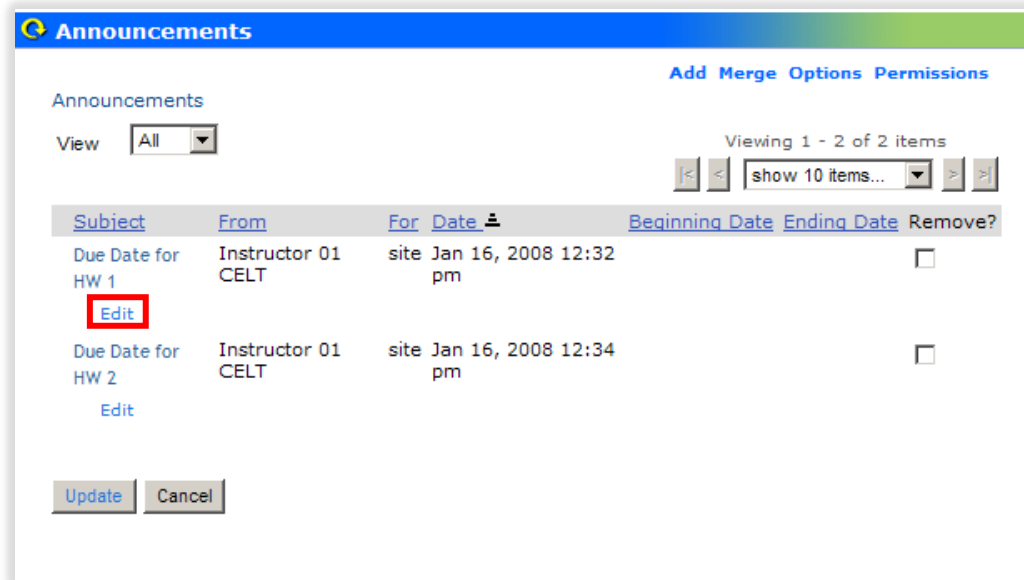 Announcements
Add Merge Options Permissions
Announcements
View All
Viewing 1 - 2 of 2 items
|< < show 10 items... > >|
Subject From For Date Beginning Date Ending Date Remove?
Due Date for Instructor 01 site Jan 16, 2008 12:32
HW 1 CELT pm
Edit
Due Date for Instructor 01 site Jan 16, 2008 12:34
HW 2 CELT pm
Edit
Update Cancel